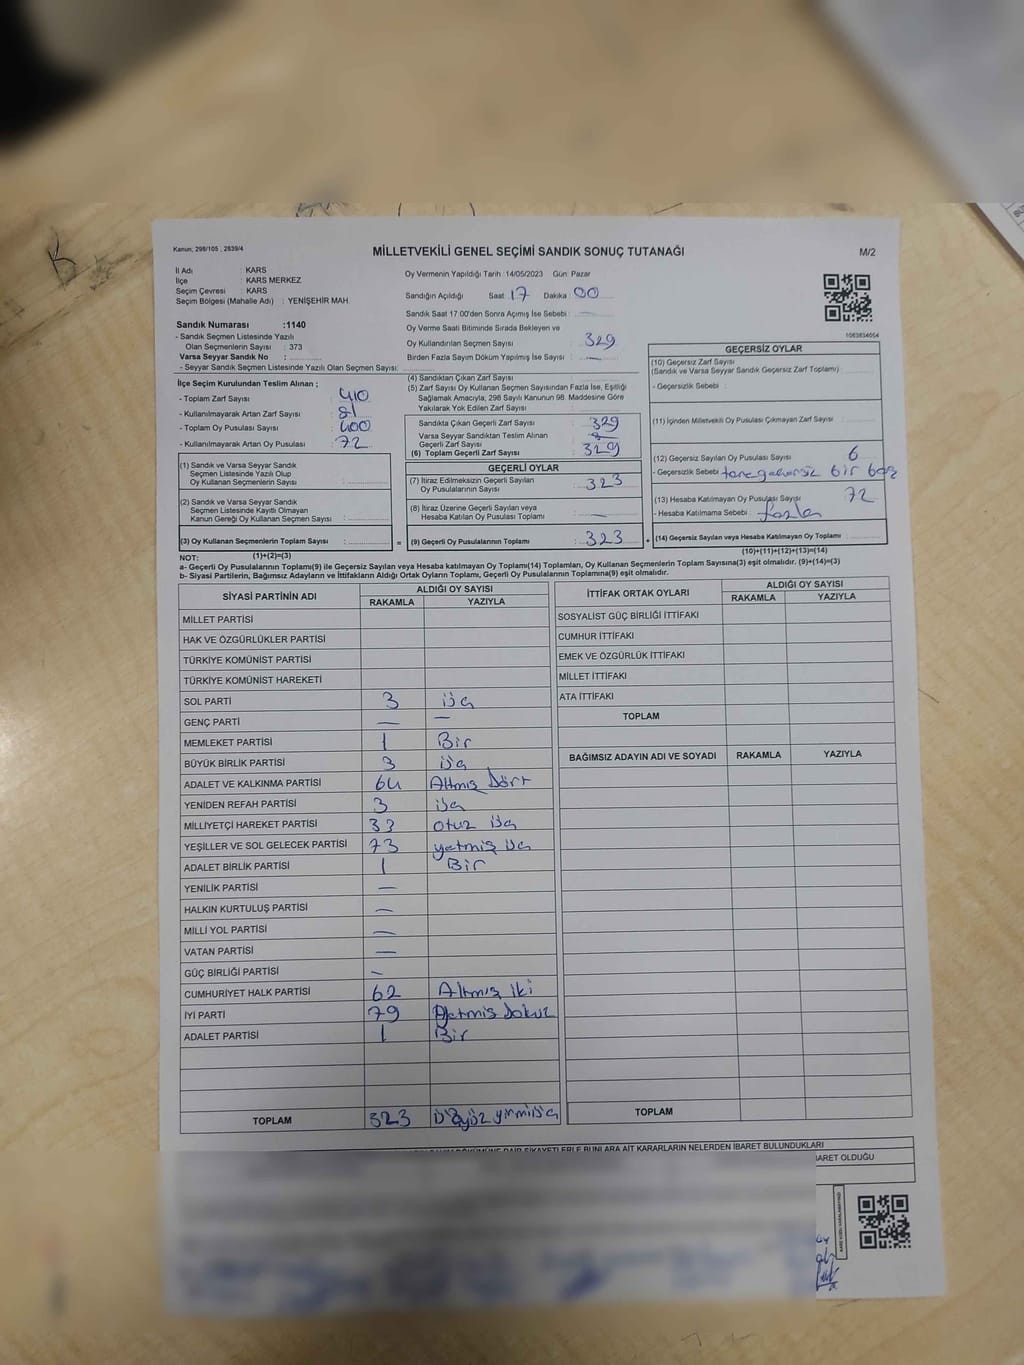 Kanun; 298/105 , 2839/4
MİLLETVEKİLİ GENEL SEÇİMİ SANDIK SONUÇ TUTANAĞI
M/2
İl Adı : KARS
İlçe : KARS MERKEZ
Seçim Çevresi : KARS
Seçim Bölgesi (Mahalle Adı) : YENİŞEHİR MAH.
Sandık Numarası :1140
- Sandık Seçmen Listesinde Yazılı
Olan Seçmenlerin Sayısı : 373
Varsa Seyyar Sandık No :
- Seyyar Sandık Seçmen Listesinde Yazılı Olan Seçmen Sayısı:
Oy Vermenin Yapıldığı Tarih :14/05/2023 Gün Pazar
Sandığın Açıldığı Saat 17 Dakika 00
Sandık Saat 17:00'den Sonra Açımış İse Sebebi : —
Oy Verme Saati Bitiminde Sırada Bekleyen ve
Oy Kullandırılan Seçmen Sayısı : 329
Birden Fazla Sayım Döküm Yapılmış İse Sayısı : —
1063834054
İlçe Seçim Kurulundan Teslim Alınan ;
- Toplam Zarf Sayısı : 410
- Kullanılmayarak Artan Zarf Sayısı : 81
- Toplam Oy Pusulası Sayısı : 400
- Kullanılmayarak Artan Oy Pusulası : 72
(4) Sandıktan Çıkan Zarf Sayısı :
(5) Zarf Sayısı Oy Kullanan Seçmen Sayısından Fazla İse, Eşitliği
Sağlamak Amacıyla; 298 Sayılı Kanunun 98. Maddesine Göre
Yakılarak Yok Edilen Zarf Sayısı :
Sandıkta Çıkan Geçerli Zarf Sayısı : 329
Varsa Seyyar Sandıktan Teslim Alınan
Geçerli Zarf Sayısı :
(6) Toplam Geçerli Zarf Sayısı : 329
GEÇERSİZ OYLAR
(10) Geçersiz Zarf Sayısı
(Sandık ve Varsa Seyyar Sandık Geçersiz Zarf Toplamı) :
- Geçersizlik Sebebi :
(11) İçinden Milletvekili Oy Pusulası Çıkmayan Zarf Sayısı :
(12) Geçersiz Sayılan Oy Pusulası Sayısı : 6
- Geçersizlik Sebebi : bir boş
(13) Hesaba Katılmayan Oy Pusulası Sayısı : 72
- Hesaba Katılmama Sebebi : fazla
(14) Geçersiz Sayılan veya Hesaba Katılmayan Oy Toplamı :
(10)+(11)+(12)+(13)=(14)
(1) Sandık ve Varsa Seyyar Sandık
Seçmen Listesinde Yazılı Olup
Oy Kullanan Seçmenlerin Sayısı :
(2) Sandık ve Varsa Seyyar Sandık
Seçmen Listesinde Kayıtlı Olmayan
Kanun Gereği Oy Kullanan Seçmen Sayısı :
(3) Oy Kullanan Seçmenlerin Toplam Sayısı :
(1)+(2)=(3)
GEÇERLİ OYLAR
(7) İtiraz Edilmeksizin Geçerli Sayılan
Oy Pusulalarının Sayısı : 323
(8) İtiraz Üzerine Geçerli Sayılan veya
Hesaba Katılan Oy Pusulası Toplamı : —
= (9) Geçerli Oy Pusulalarının Toplamı : 323 +
NOT:
a- Geçerli Oy Pusulaları Toplamı(9) ile Geçersiz Sayılan veya Hesaba katılmayan Oy Toplamı(14) Toplamları, Oy Kullanan Seçmenlerin Toplam Sayısına(3) eşit olmalıdır. (9)+(14)=(3)
b- Siyasi Partilerin, Bağımsız Adayların ve İttifakların Aldığı Ortak Oyların Toplamı, Geçerli Oy Pusulalarının Toplamına(9) eşit olmalıdır.
SİYASİ PARTİNİN ADI ALDIĞI OY SAYISI
RAKAMLA YAZIYLA
MİLLET PARTİSİ
HAK VE ÖZGÜRLÜKLER PARTİSİ
TÜRKİYE KOMÜNİST PARTİSİ
TÜRKİYE KOMÜNİST HAREKETİ
SOL PARTİ 3 üç
GENÇ PARTİ — —
MEMLEKET PARTİSİ 1 Bir
BÜYÜK BİRLİK PARTİSİ 3 üç
ADALET VE KALKINMA PARTİSİ 64 Altmış Dört
YENİDEN REFAH PARTİSİ 3 üç
MİLLİYETÇİ HAREKET PARTİSİ 33 otuz üç
YEŞİLLER VE SOL GELECEK PARTİSİ 73 yetmiş üç
ADALET BİRLİK PARTİSİ 1 Bir
YENİLİK PARTİSİ —
HALKIN KURTULUŞ PARTİSİ —
MİLLİ YOL PARTİSİ —
VATAN PARTİSİ —
GÜÇ BİRLİĞİ PARTİSİ —
CUMHURİYET HALK PARTİSİ 62 Altmış iki
İYİ PARTİ 79 Yetmiş Dokuz
ADALET PARTİSİ 1 Bir
TOPLAM 323 üçyüz yirmiüç
İTTİFAK ORTAK OYLARI ALDIĞI OY SAYISI
RAKAMLA YAZIYLA
SOSYALİST GÜÇ BİRLİĞİ İTTİFAKI
CUMHUR İTTİFAKI
EMEK VE ÖZGÜRLÜK İTTİFAKI
MİLLET İTTİFAKI
ATA İTTİFAKI
TOPLAM
BAĞIMSIZ ADAYIN ADI VE SOYADI RAKAMLA YAZIYLA
TOPLAM
DÖKÜMÜNE DAİR ŞİKAYETLERLE BUNLARA AİT KARARLARIN NELERDEN İBARET BULUNDUKLARI
BARET OLDUĞU